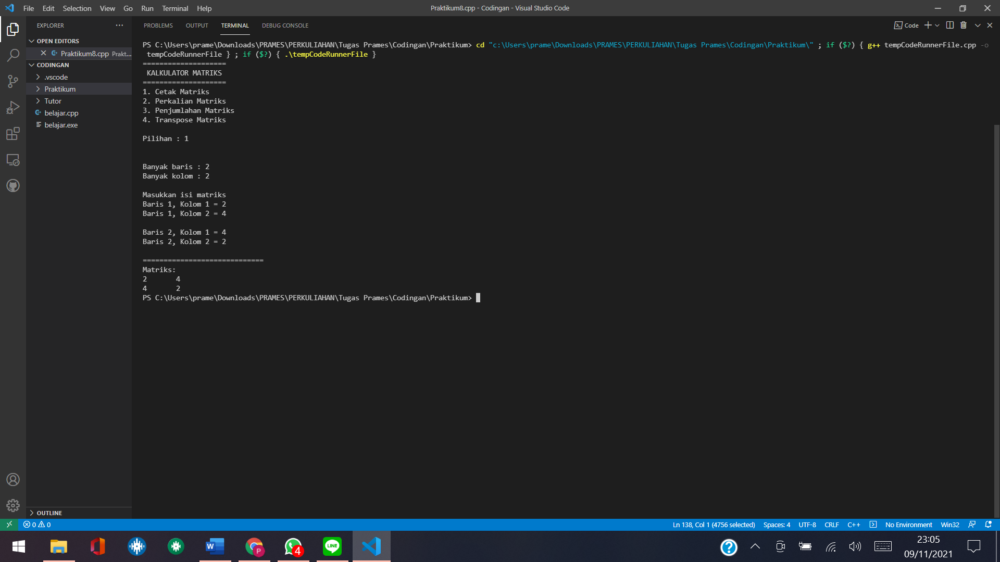 File Edit Selection View Go Run Terminal Help
Praktikum8.cpp - Codingan - Visual Studio Code
EXPLORER
OPEN EDITORS
Praktikum8.cpp Prakt...
CODINGAN
.vscode
Praktikum
Tutor
belajar.cpp
belajar.exe
OUTLINE
PROBLEMS OUTPUT TERMINAL DEBUG CONSOLE
Code
PS C:\Users\prame\Downloads\PRAMES\PERKULIAHAN\Tugas Prames\Codingan\Praktikum> cd "c:\Users\prame\Downloads\PRAMES\PERKULIAHAN\Tugas Prames\Codingan\Praktikum\" ; if ($?) { g++ tempCodeRunnerFile.cpp -o
tempCodeRunnerFile } ; if ($?) { .\tempCodeRunnerFile }
====================
KALKULATOR MATRIKS
====================
1. Cetak Matriks
2. Perkalian Matriks
3. Penjumlahan Matriks
4. Transpose Matriks
Pilihan : 1
Banyak baris : 2
Banyak kolom : 2
Masukkan isi matriks
Baris 1, Kolom 1 = 2
Baris 1, Kolom 2 = 4
Baris 2, Kolom 1 = 4
Baris 2, Kolom 2 = 2
=============================
Matriks:
2 4
4 2
PS C:\Users\prame\Downloads\PRAMES\PERKULIAHAN\Tugas Prames\Codingan\Praktikum>
0 0
Ln 138, Col 1 (4756 selected) Spaces: 4 UTF-8 CRLF C++ No Environment Win32
W
P
4
LINE
?
23:05
09/11/2021